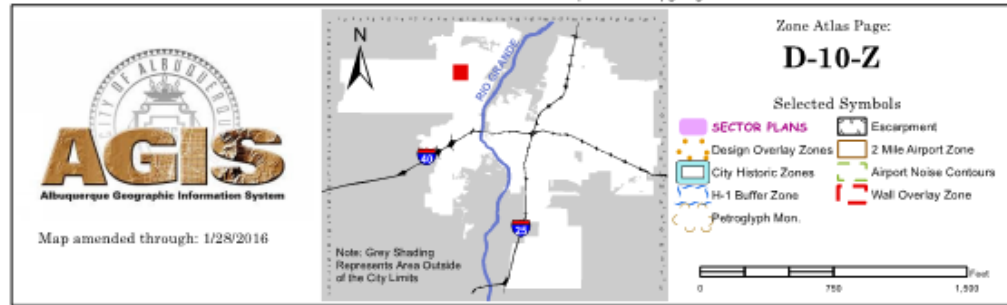 CITY OF ALBUQUERQUE
AGIS
Albuquerque Geographic Information System
Map amended through: 1/28/2016
N
RIO GRANDE
40
25
Note: Grey Shading
Represents Area Outside
of the City Limits
Zone Atlas Page:
D-10-Z
Selected Symbols
SECTOR PLANS
Escarpment
Design Overlay Zones
2 Mile Airport Zone
City Historic Zones
Airport Noise Contours
H-1 Buffer Zone
Wall Overlay Zone
Petroglyph Mon.
Feet
0
750
1,500